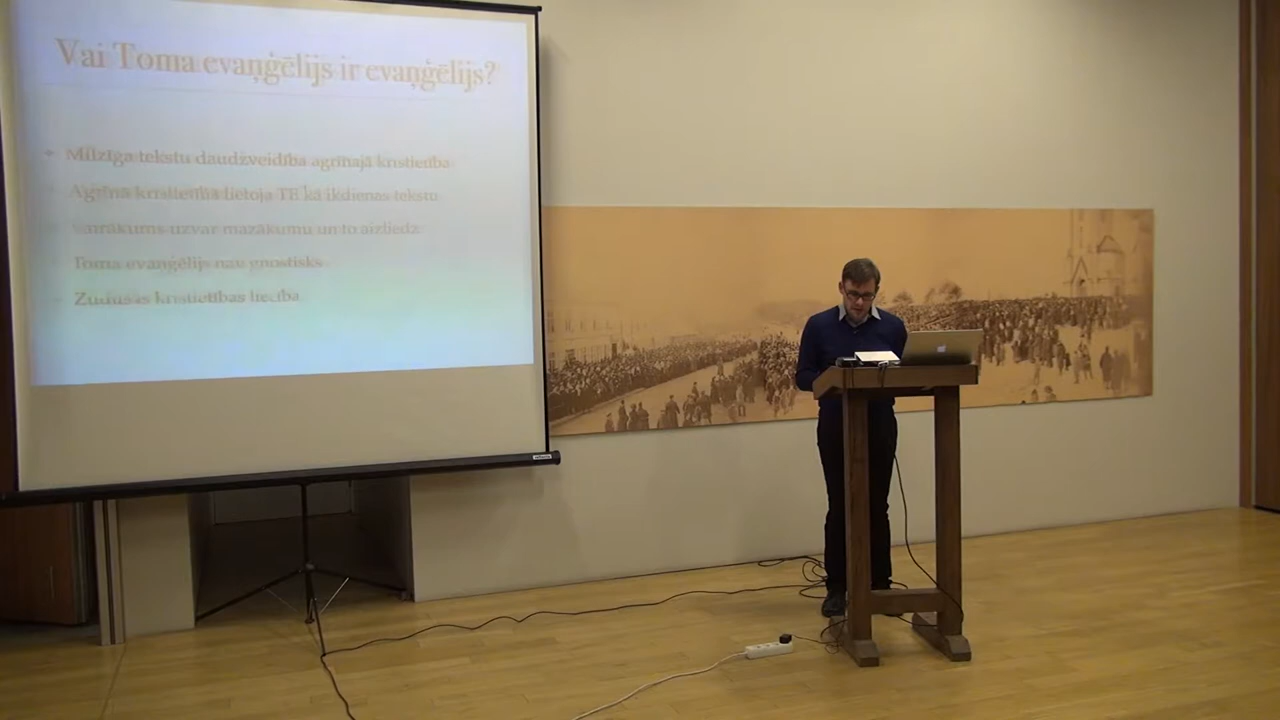 Vai Toma evaņģēlijs ir evaņģēlijs?
Milzīga tekstu daudzveidība agrīnajā kristietībā
Agrīnā kristietība lietoja TE kā ikdienas tekstu
Vairākums uzvar mazākumu un to aizliedz
Toma evaņģēlijs nav gnostisks
Zudušās kristietības liecība